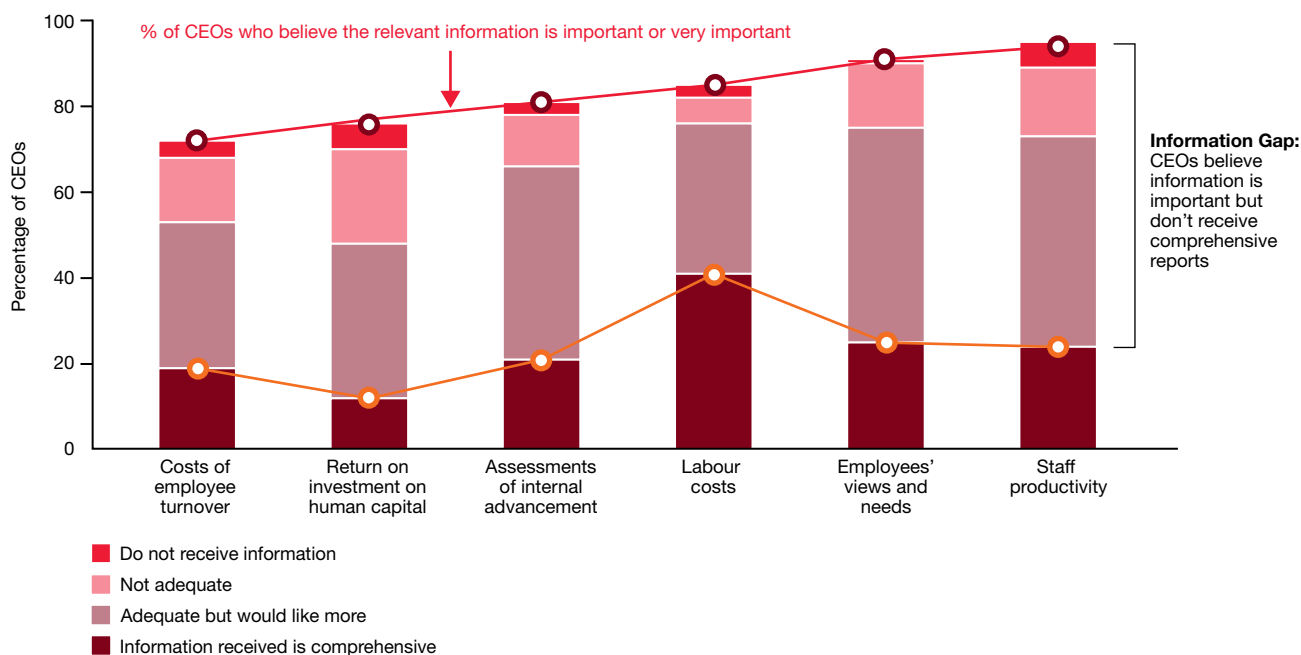 100
% of CEOs who believe the relevant information is important or very important
80
60
40
20
0
Percentage of CEOs
Information Gap:
CEOs believe
information is
important but
don't receive
comprehensive
reports
Costs of
employee
turnover
Return on
investment on
human capital
Assessments
of internal
advancement
Labour
costs
Employees'
views and
needs
Staff
productivity
Do not receive information
Not adequate
Adequate but would like more
Information received is comprehensive